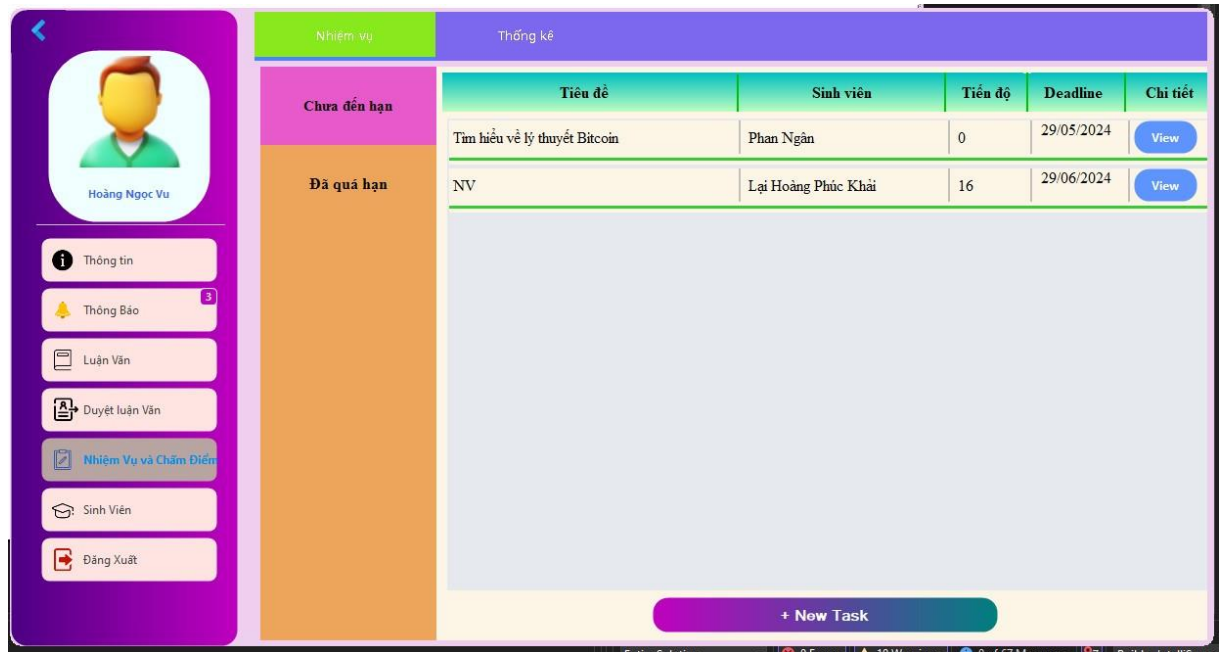 Nhiệm vụ
Thống kê
Hoàng Ngọc Vu
Thông tin
Thông Báo
3
Luận Văn
Duyệt luận Văn
Nhiệm Vụ và Chấm Điểm
Sinh Viên
Đăng Xuất
Chưa đến hạn
Đã quá hạn
Tiêu đề Sinh viên Tiến độ Deadline Chi tiết
Tìm hiểu về lý thuyết Bitcoin Phan Ngân 0 29/05/2024 View
NV Lại Hoàng Phúc Khải 16 29/06/2024 View
+ New Task